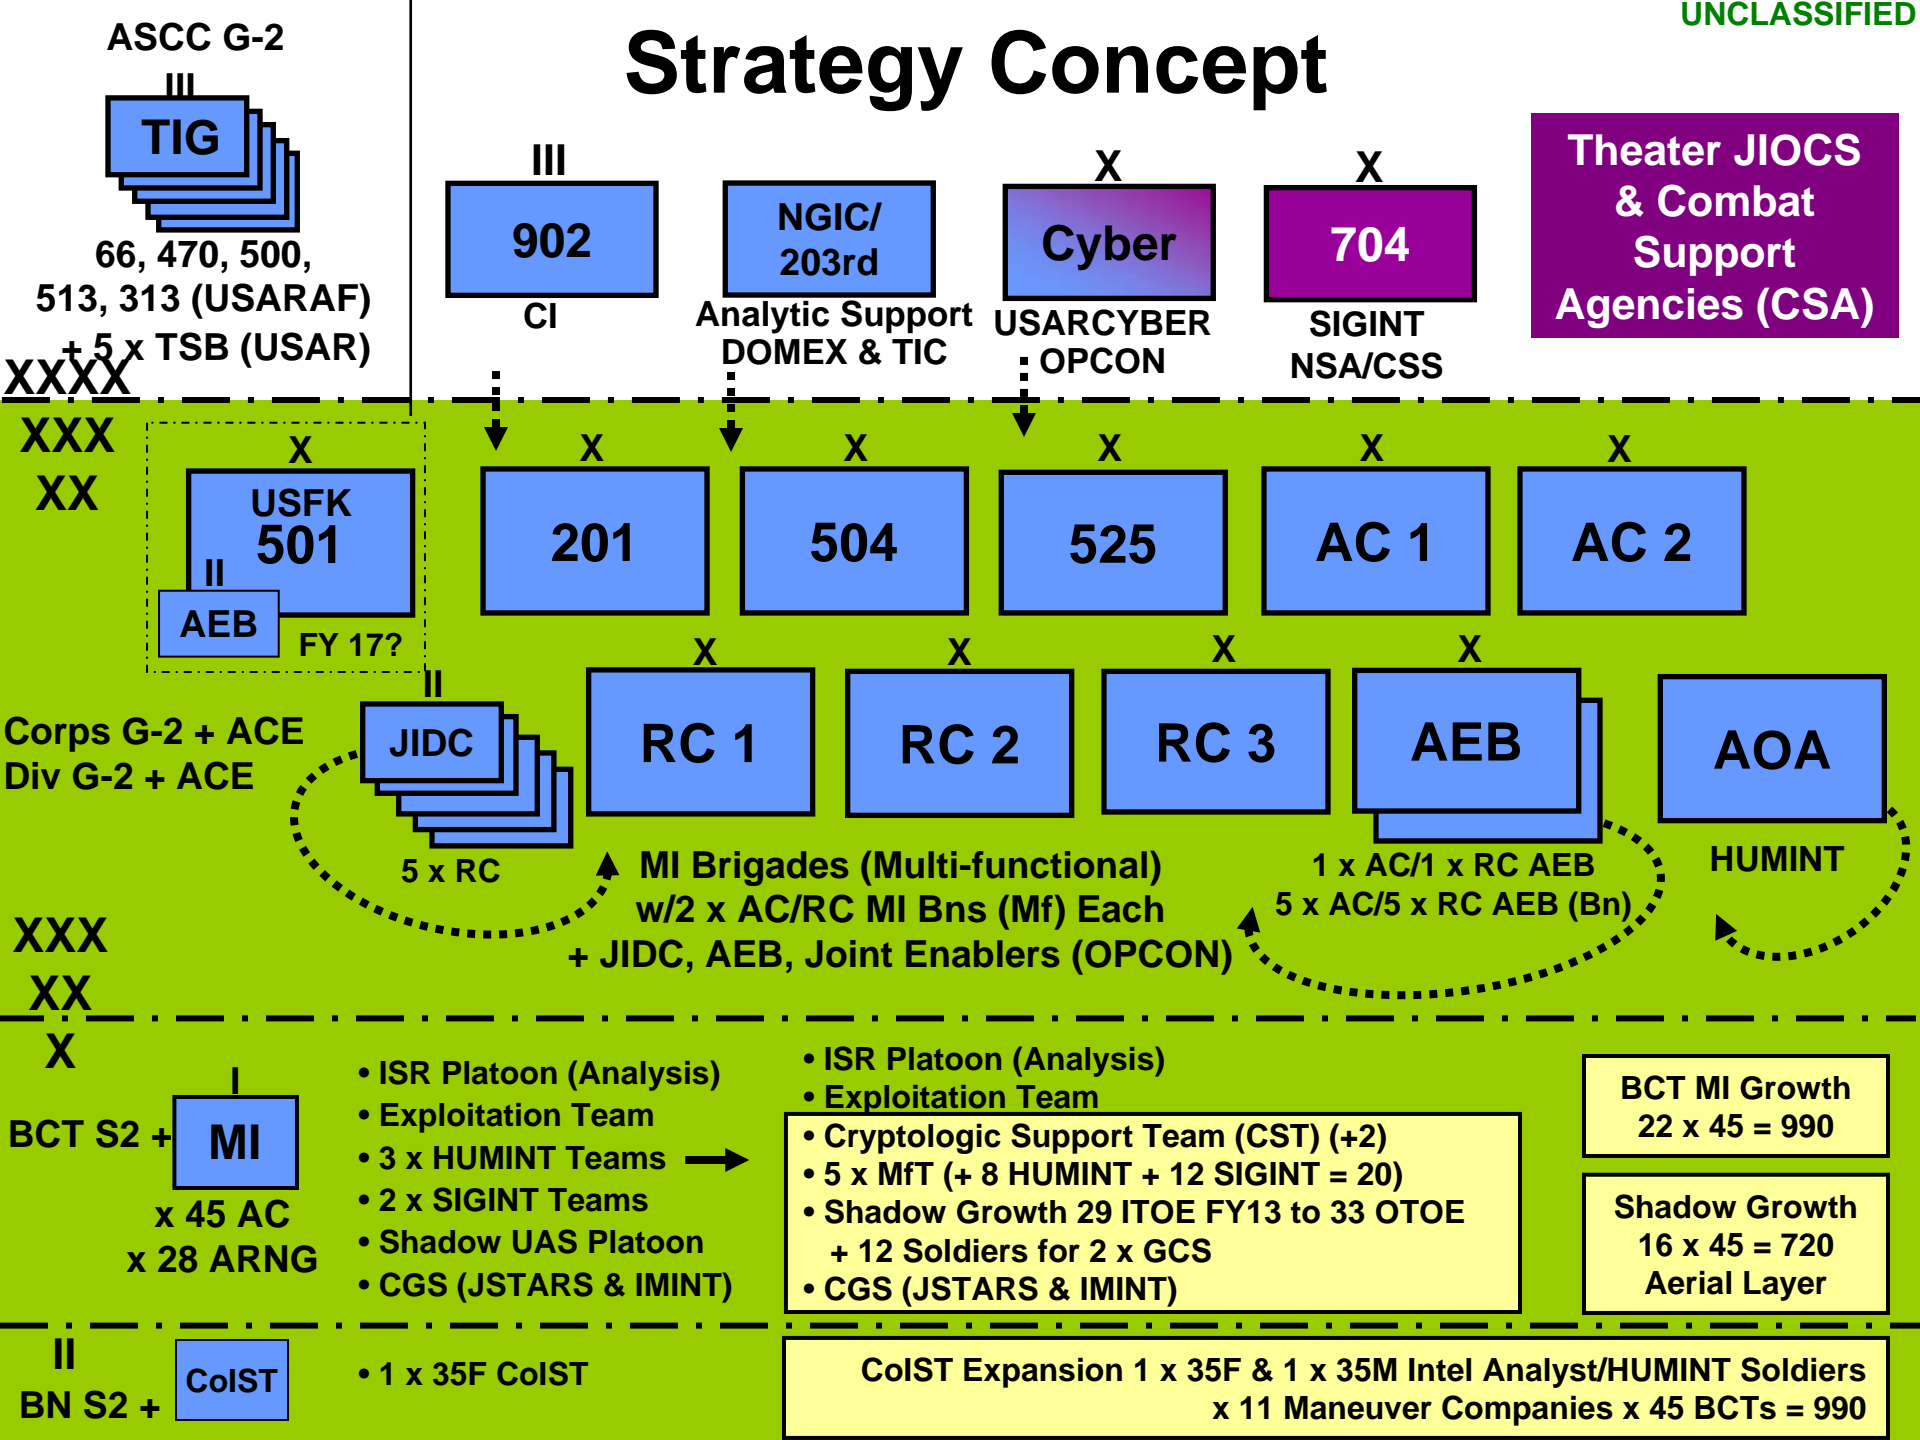 UNCLASSIFIED
Strategy Concept
ASCC G-2
III
TIG
66, 470, 500,
513, 313 (USARAF)
+ 5 x TSB (USAR)
XXXX
III
902
CI
NGIC/
203rd
Analytic Support
DOMEX & TIC
X
Cyber
USARCYBER
OPCON
X
704
SIGINT
NSA/CSS
Theater JIOCS
& Combat
Support
Agencies (CSA)
XXX
XX
X
USFK
501
II
AEB
FY 17?
X
201
X
504
X
525
X
AC 1
X
AC 2
Corps G-2 + ACE
Div G-2 + ACE
II
JIDC
5 x RC
X
RC 1
X
RC 2
X
RC 3
X
AEB
1 x AC/1 x RC AEB
5 x AC/5 x RC AEB (Bn)
AOA
HUMINT
MI Brigades (Multi-functional)
w/2 x AC/RC MI Bns (Mf) Each
+ JIDC, AEB, Joint Enablers (OPCON)
XXX
XX
X
BCT S2 +
I
MI
x 45 AC
x 28 ARNG
• ISR Platoon (Analysis)
• Exploitation Team
• 3 x HUMINT Teams
• 2 x SIGINT Teams
• Shadow UAS Platoon
• CGS (JSTARS & IMINT)
• ISR Platoon (Analysis)
• Exploitation Team
• Cryptologic Support Team (CST) (+2)
• 5 x MfT (+ 8 HUMINT + 12 SIGINT = 20)
• Shadow Growth 29 ITOE FY13 to 33 OTOE
+ 12 Soldiers for 2 x GCS
• CGS (JSTARS & IMINT)
BCT MI Growth
22 x 45 = 990
Shadow Growth
16 x 45 = 720
Aerial Layer
II
BN S2 +
CoIST
• 1 x 35F CoIST
CoIST Expansion 1 x 35F & 1 x 35M Intel Analyst/HUMINT Soldiers
x 11 Maneuver Companies x 45 BCTs = 990